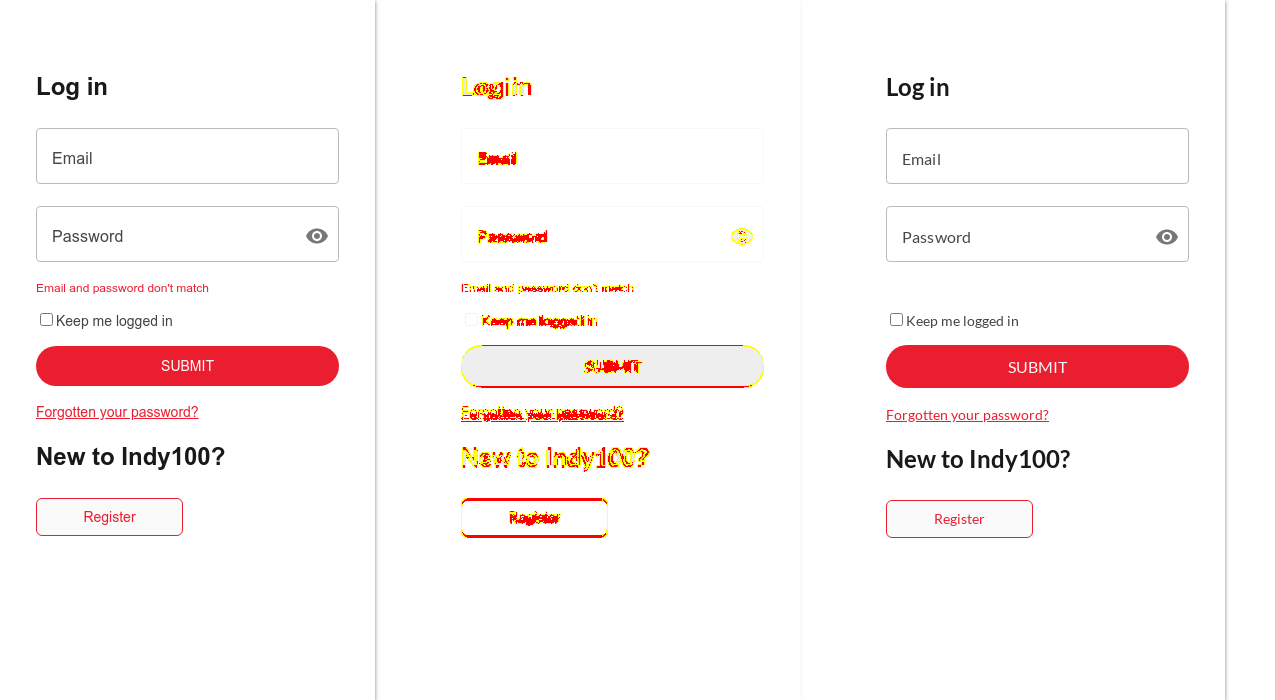 Log in
Email
Password
Email and password don't match
Keep me logged in
SUBMIT
Forgotten your password?
New to Indy100?
Register
Log in
Email
Password
Email and password don't match
Keep me logged in
SUBMIT
Forgotten your password?
New to Indy100?
Register
Log in
Email
Password
Keep me logged in
SUBMIT
Forgotten your password?
New to Indy100?
Register